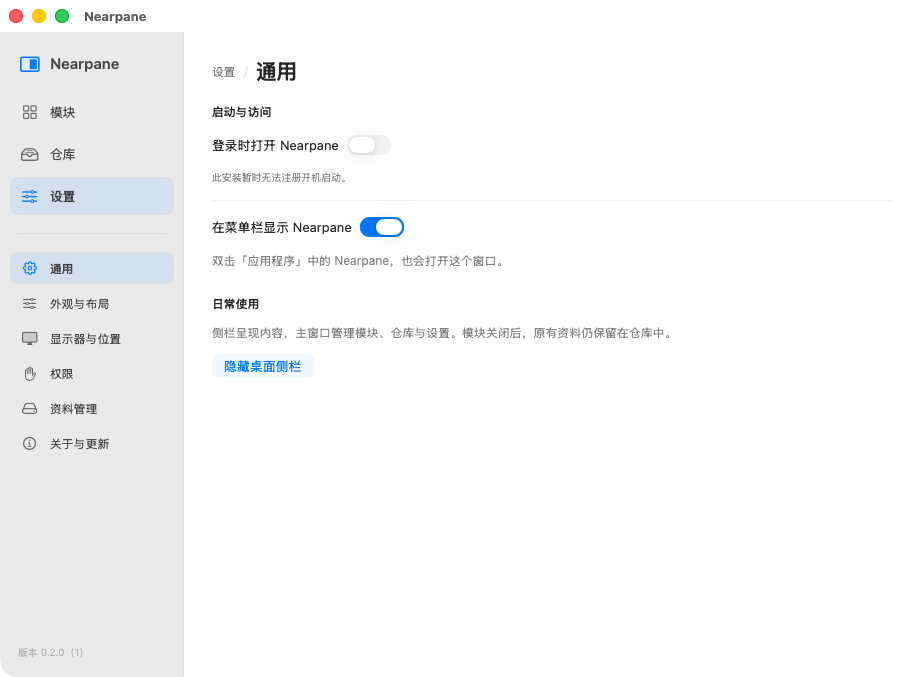 Nearpane
Nearpane
模块
仓库
设置
通用
外观与布局
显示器与位置
权限
资料管理
关于与更新
版本 0.2.0（1）
设置 / 通用
启动与访问
登录时打开 Nearpane
此安装暂时无法注册开机启动。
在菜单栏显示 Nearpane
双击「应用程序」中的 Nearpane，也会打开这个窗口。
日常使用
侧栏呈现内容，主窗口管理模块、仓库与设置。模块关闭后，原有资料仍保留在仓库中。
隐藏桌面侧栏